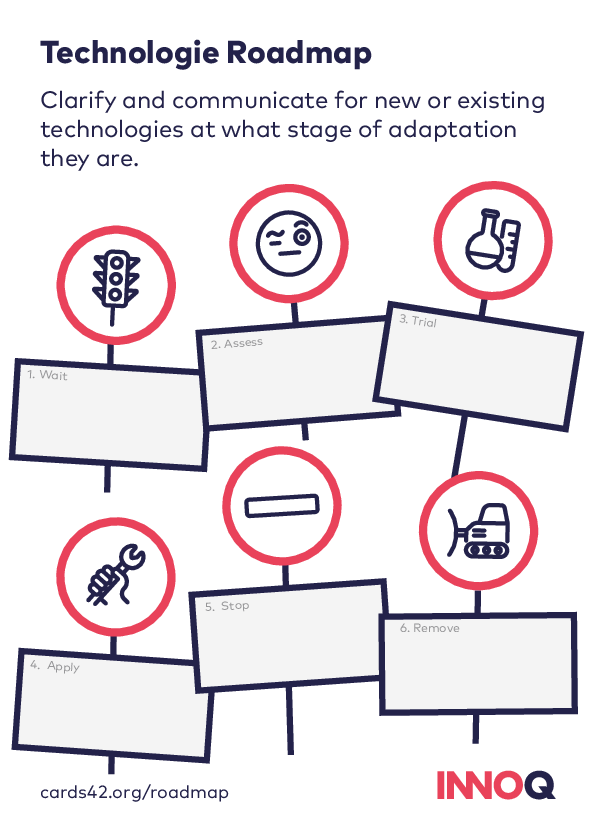 Technologie Roadmap
Clarify and communicate for new or existing
technologies at what stage of adaptation
they are.
1. Wait
2. Assess
3. Trial
4. Apply
5. Stop
6. Remove
cards42.org/roadmap
INNOQ